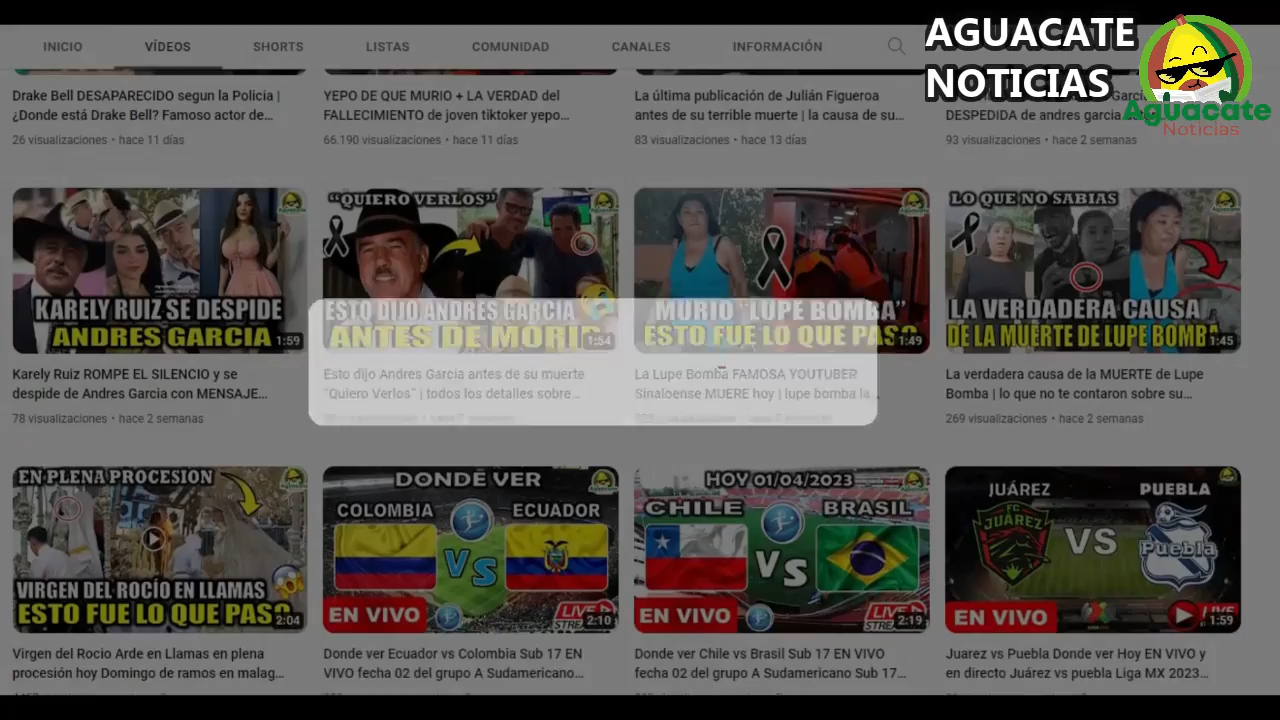 AGUACATE
NOTICIAS
Aguacate
Noticias
INICIO
VÍDEOS
SHORTS
LISTAS
COMUNIDAD
CANALES
INFORMACIÓN
Drake Bell DESAPARECIDO segun la Policia |
¿Donde está Drake Bell? Famoso actor de…
26 visualizaciones • hace 11 días
YEPO DE QUE MURIO + LA VERDAD del
FALLECIMIENTO de joven tiktoker yepo…
66.190 visualizaciones • hace 11 días
La última publicación de Julián Figueroa
antes de su terrible muerte | la causa de su…
83 visualizaciones • hace 13 días
DESPEDIDA de andres garcia
93 visualizaciones • hace 2 semanas
KARELY RUIZ SE DESPIDE
ANDRES GARCIA
1:59
Karely Ruiz ROMPE EL SILENCIO y se
despide de Andres Garcia con MENSAJE…
78 visualizaciones • hace 2 semanas
"QUIERO VERLOS"
ESTO DIJO ANDRES GARCIA
ANTES DE MORIR
1:54
Esto dijo Andres Garcia antes de su muerte
"Quiero Verlos" | todos los detalles sobre…
MURIO "LUPE BOMBA"
ESTO FUE LO QUE PASO
1:49
La Lupe Bomba FAMOSA YOUTUBER
Sinaloense MUERE hoy | lupe bomba la…
LO QUE NO SABIAS
LA VERDADERA CAUSA
DE LA MUERTE DE LUPE BOMBA
1:45
La verdadera causa de la MUERTE de Lupe
Bomba | lo que no te contaron sobre su…
269 visualizaciones • hace 2 semanas
EN PLENA PROCESION
VIRGEN DEL ROCÍO EN LLAMAS
ESTO FUE LO QUE PASO
2:04
Virgen del Rocio Arde en Llamas en plena
procesión hoy Domingo de ramos en malag…
DONDE VER
COLOMBIA
ECUADOR
VS
EN VIVO
LIVE
STRE
2:10
Donde ver Ecuador vs Colombia Sub 17 EN
VIVO fecha 02 del grupo A Sudamericano…
HOY 01/04/2023
CHILE
BRASIL
Vs
EN VIVO
LIVE
STRE
2:19
Donde ver Chile vs Brasil Sub 17 EN VIVO
fecha 02 del grupo A Sudamericano Sub 17…
JUÁREZ
PUEBLA
FC
JUÁREZ
VS
Puebla
EN VIVO
LIVE
1:59
Juarez vs Puebla Donde ver Hoy EN VIVO y
en directo Juárez vs puebla Liga MX 2023…